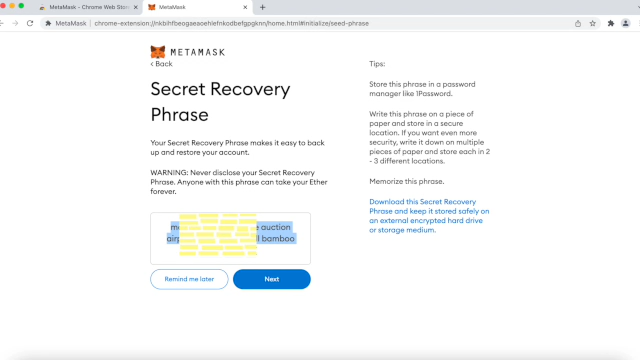 MetaMask - Chrome Web Stor
MetaMask
MetaMask | chrome-extension://nkbihfbeogaeaoehlefnkodbefgpgknn/home.html#initialize/seed-phrase
METAMASK
< Back
Secret Recovery
Phrase
Your Secret Recovery Phrase makes it easy to back
up and restore your account.
WARNING: Never disclose your Secret Recovery
Phrase. Anyone with this phrase can take your Ether
forever.
auction
bamboo
Remind me later
Next
Tips:
Store this phrase in a password
manager like 1Password.
Write this phrase on a piece of
paper and store in a secure
location. If you want even more
security, write it down on multiple
pieces of paper and store each in 2
- 3 different locations.
Memorize this phrase.
Download this Secret Recovery
Phrase and keep it stored safely on
an external encrypted hard drive
or storage medium.